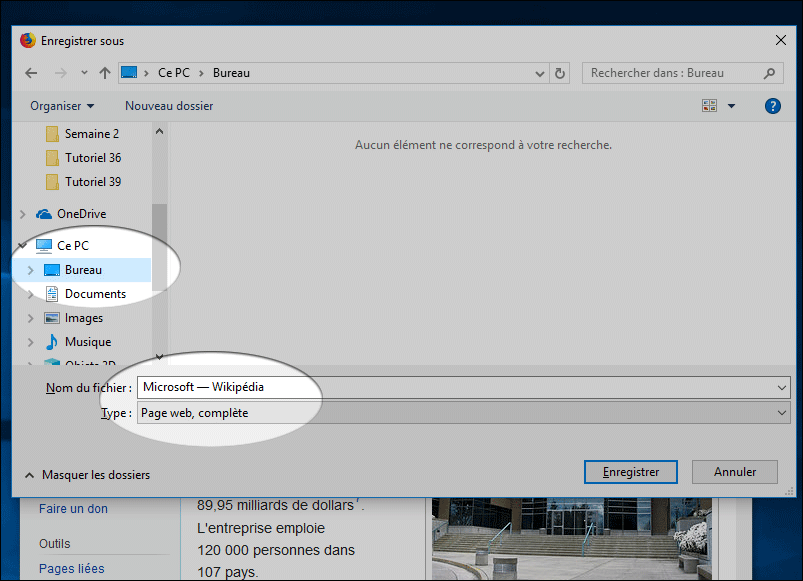 Enregistrer sous
Ce PC > Bureau
Rechercher dans : Bureau
Organiser
Nouveau dossier
?
Semaine 2
Tutoriel 36
Tutoriel 39
OneDrive
Ce PC
Bureau
Documents
Images
Musique
Objets 3D
Aucun élément ne correspond à votre recherche.
Nom du fichier : Microsoft — Wikipédia
Type : Page web, complète
Masquer les dossiers
Enregistrer
Annuler
Faire un don
Outils
Pages liées
89,95 milliards de dollars⁷.
L'entreprise emploie
120 000 personnes dans
107 pays.